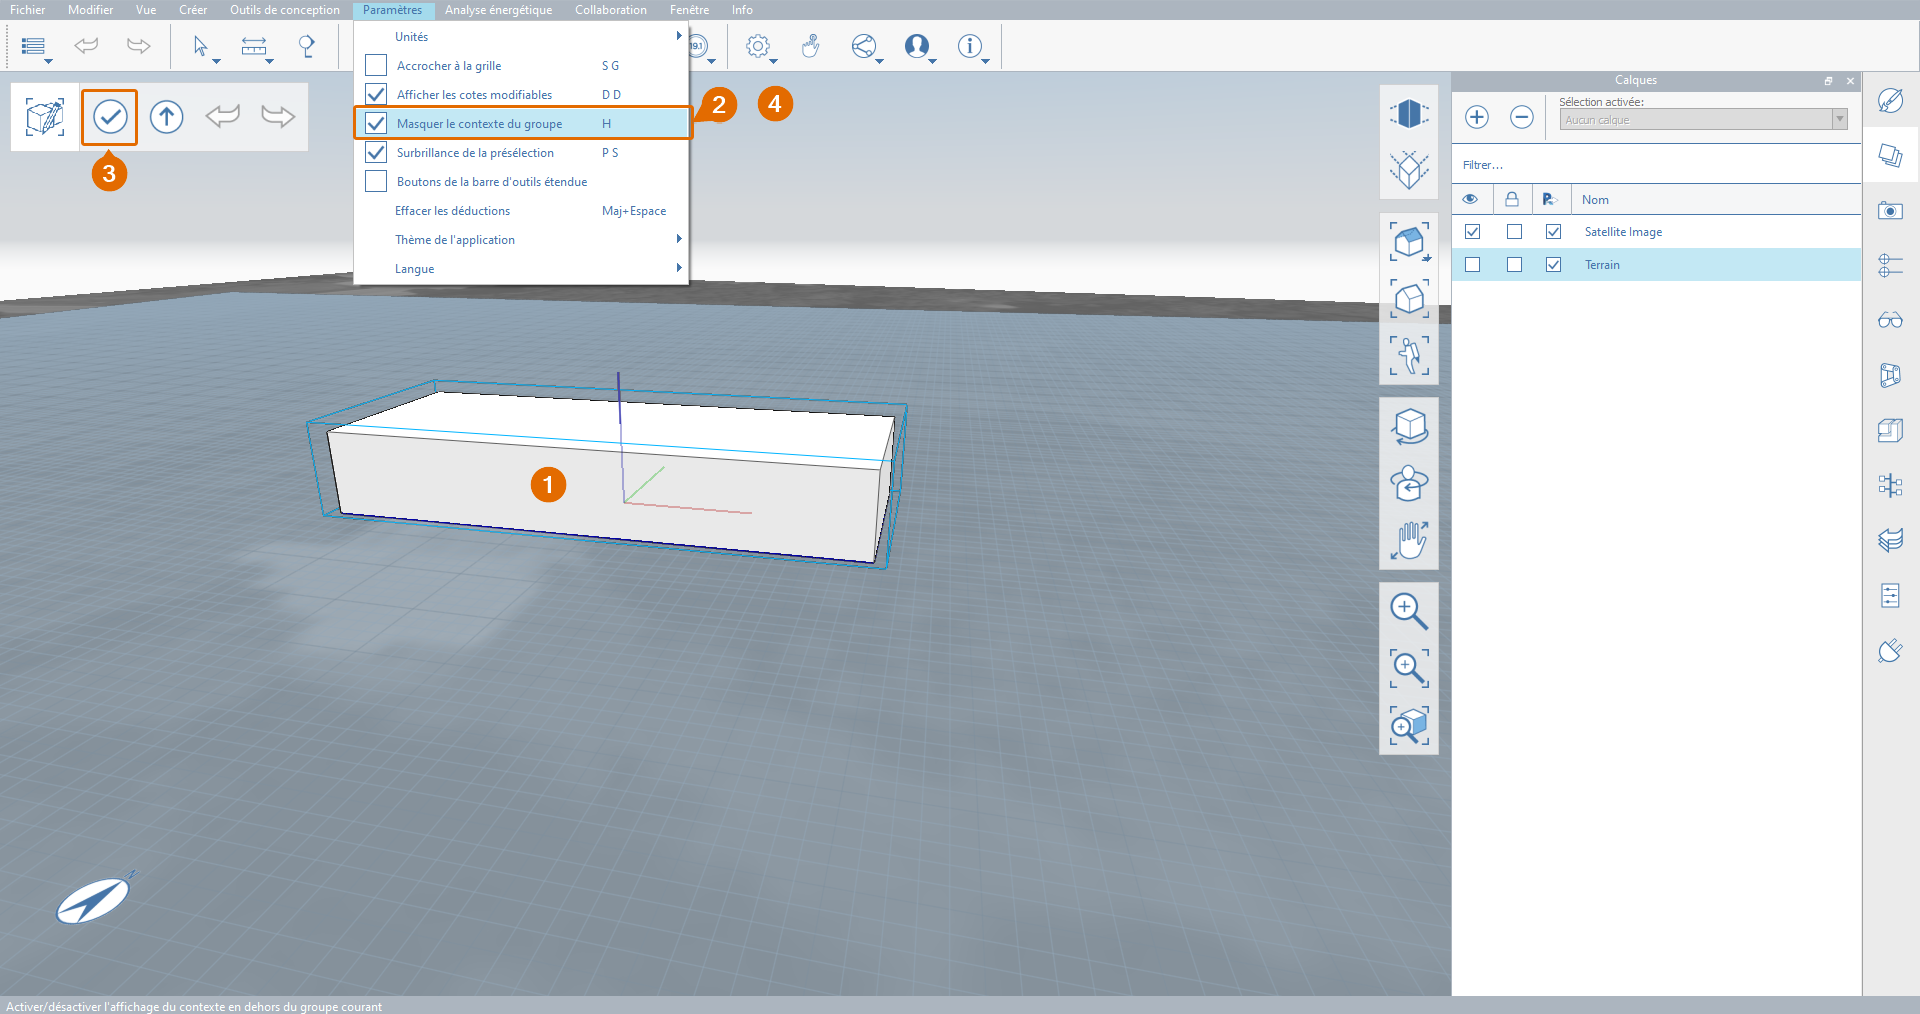 Fichier Modifier Vue Créer Outils de conception Paramètres Analyse énergétique Collaboration Fenêtre Info
Unités
Accrocher à la grille S G
Afficher les cotes modifiables D D
Masquer le contexte du groupe H
Surbrillance de la présélection P S
Boutons de la barre d'outils étendue
Effacer les déductions Maj+Espace
Thème de l'application
Langue
19.1
2
4
3
1
Calques
Sélection activée:
Aucun calque
Filtrer...
Nom
Satellite Image
Terrain
Activer/désactiver l'affichage du contexte en dehors du groupe courant